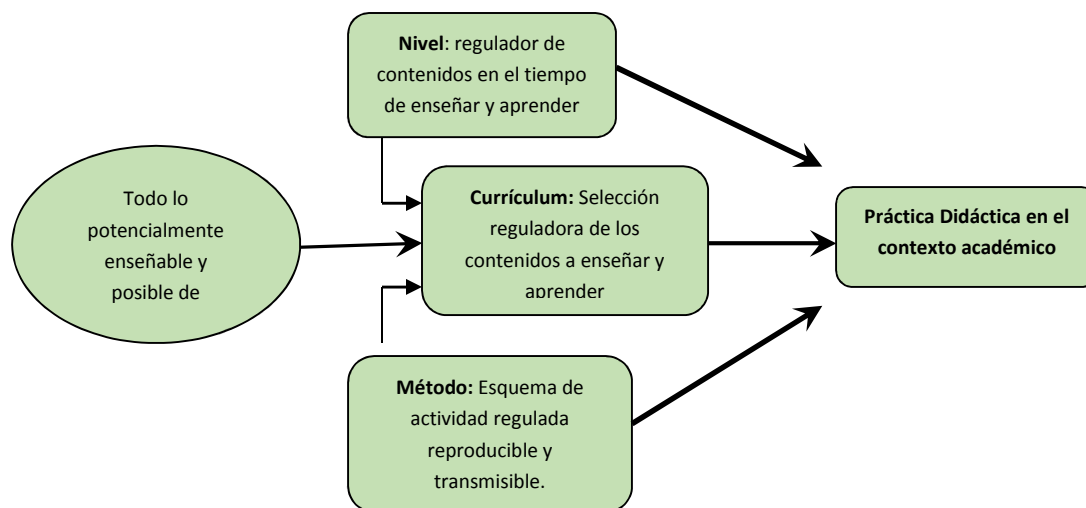 Nivel: regulador de
contenidos en el tiempo
de enseñar y aprender
Todo lo
potencialmente
enseñable y
posible de
Currículum: Selección
reguladora de los
contenidos a enseñar y
aprender
Práctica Didáctica en el
contexto académico
Método: Esquema de
actividad regulada
reproducible y
transmisible.